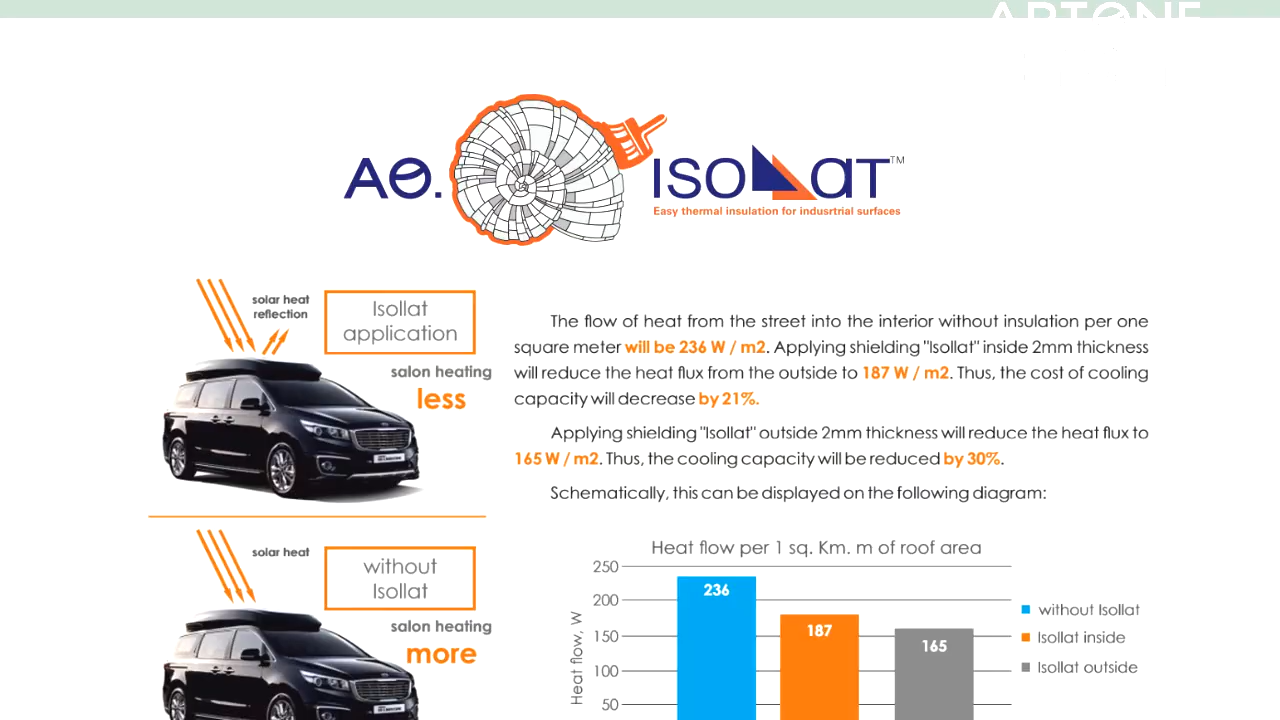 ARTONE
AO.
ISOLLAT™
Easy thermal insulation for indusrtrial surfaces
solar heat
reflection
Isollat
application
salon heating
less
The flow of heat from the street into the interior without insulation per one
square meter will be 236 W / m2. Applying shielding "Isollat" inside 2mm thickness
will reduce the heat flux from the outside to 187 W / m2. Thus, the cost of cooling
capacity will decrease by 21%.
Applying shielding "Isollat" outside 2mm thickness will reduce the heat flux to
165 W / m2. Thus, the cooling capacity will be reduced by 30%.
Schematically, this can be displayed on the following diagram:
solar heat
without
Isollat
salon heating
more
Heat flow per 1 sq. Km. m of roof area
Heat flow, W
250
200
150
100
50
236
187
165
without Isollat
Isollat inside
Isollat outside